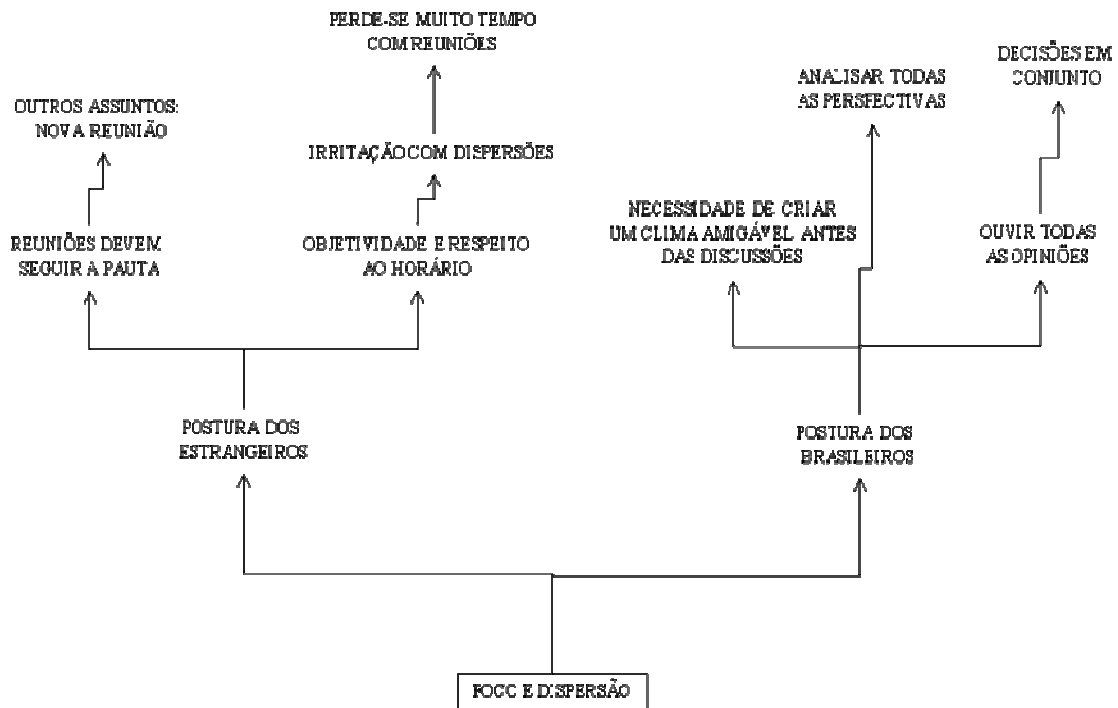 PERDE-SE MUITO TEMPO
COM REUNIÕES
DECISÕES EM
CONJUNTO
ANALISAR TODAS
AS PERSFECTIVAS
OUTROS ASSUNTOS:
NOVA REUNIÃO
IRRITAÇÃO COM DISPERSÕES
NECESSIDADE DE CRIAR
UM CLIMA AMIGÁVEL ANTES
DAS DISCUSSÕES
REUNIÕES DEVEM
SEGUIR A PAUTA
OBJETIVIDADE E RESPEITO
AO HORÁRIO
OUVIR TODAS
AS OPINIÕES
POSTURA DOS
ESTRANGEIROS
POSTURA DOS
BRASILEIROS
FOCO E DISPERSÃO